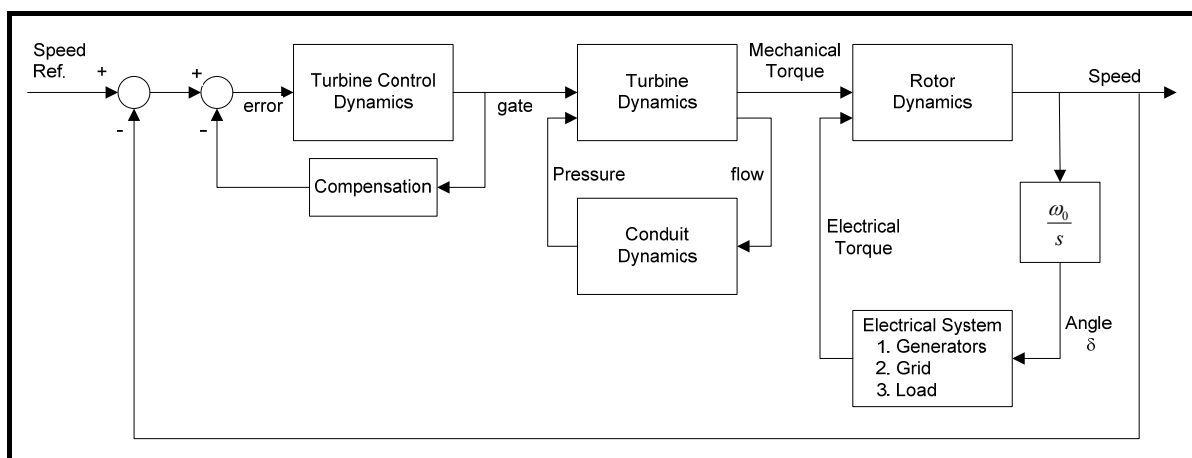 Speed
Ref.
+
-
+
-
error
Turbine Control
Dynamics
gate
Compensation
Turbine
Dynamics
Pressure
flow
Conduit
Dynamics
Mechanical
Torque
Rotor
Dynamics
Speed
Electrical
Torque
ω₀
s
Angle
δ
Electrical System
1. Generators
2. Grid
3. Load